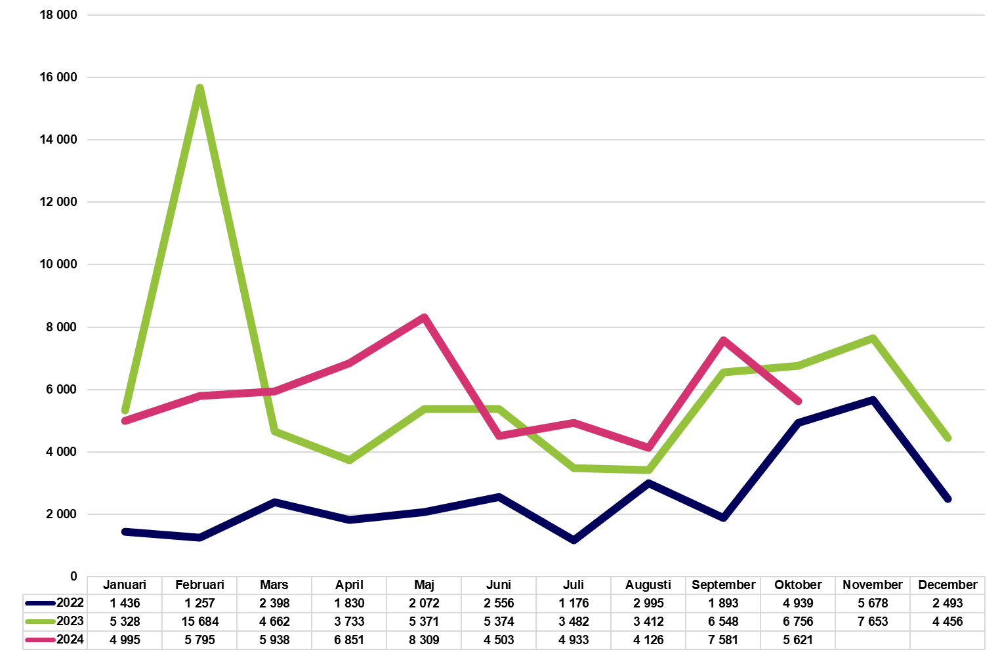 18 000
16 000
14 000
12 000
10 000
8 000
6 000
4 000
2 000
0
Januari Februari Mars April Maj Juni Juli Augusti September Oktober November December
2022 1 436 1 257 2 398 1 830 2 072 2 556 1 176 2 995 1 893 4 939 5 678 2 493
2023 5 328 15 684 4 662 3 733 5 371 5 374 3 482 3 412 6 548 6 756 7 653 4 456
2024 4 995 5 795 5 938 6 851 8 309 4 503 4 933 4 126 7 581 5 621